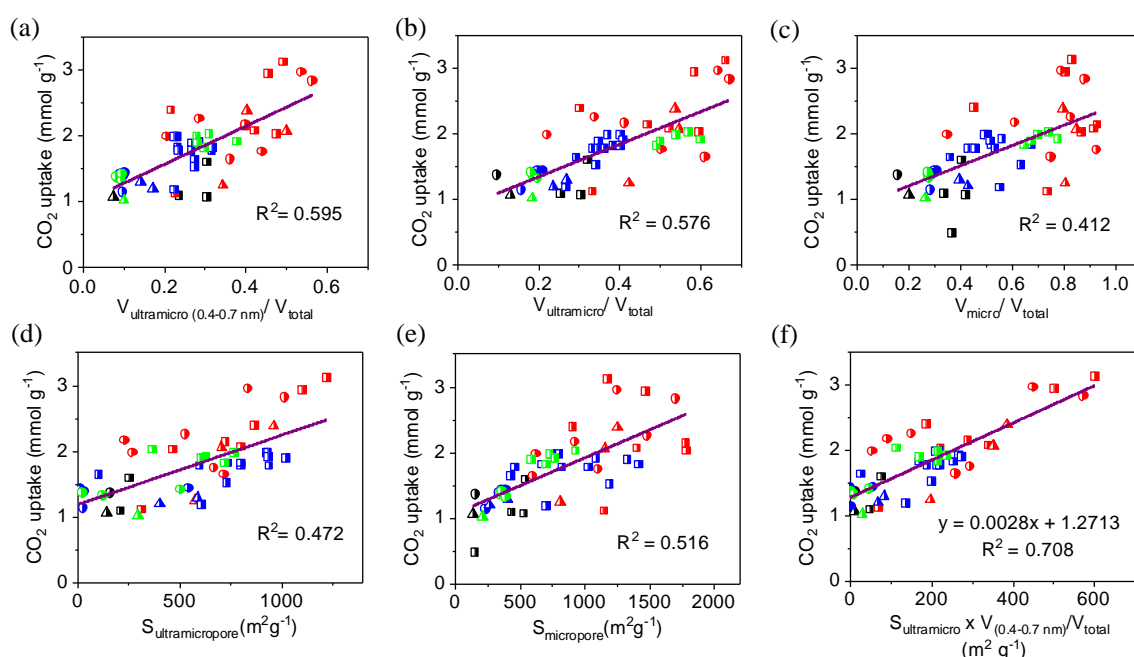 (a)
CO2 uptake (mmol g-1)
3
2
1
0
0.0 0.2 0.4 0.6
R2= 0.595
Vultramicro (0.4-0.7 nm)/ Vtotal
(b)
CO2 uptake (mmol g-1)
3
2
1
0
0.0 0.2 0.4 0.6
R2 = 0.576
Vultramicro/ Vtotal
(c)
CO2 uptake (mmol g-1)
3
2
1
0
0.0 0.2 0.4 0.6 0.8 1.0
R2 = 0.412
Vmicro/ Vtotal
(d)
CO2 uptake (mmol g-1)
3
2
1
0
0 500 1000
R2= 0.472
Sultramicropore(m2g-1)
(e)
CO2 uptake (mmol g-1)
3
2
1
0
0 500 1000 1500 2000
R2 = 0.516
Smicropore(m2g-1)
(f)
CO2 uptake (mmol g-1)
3
2
1
0
0 200 400 600
y = 0.0028x + 1.2713
R2 = 0.708
Sultramicro x V(0.4-0.7 nm)/Vtotal
(m2 g-1)